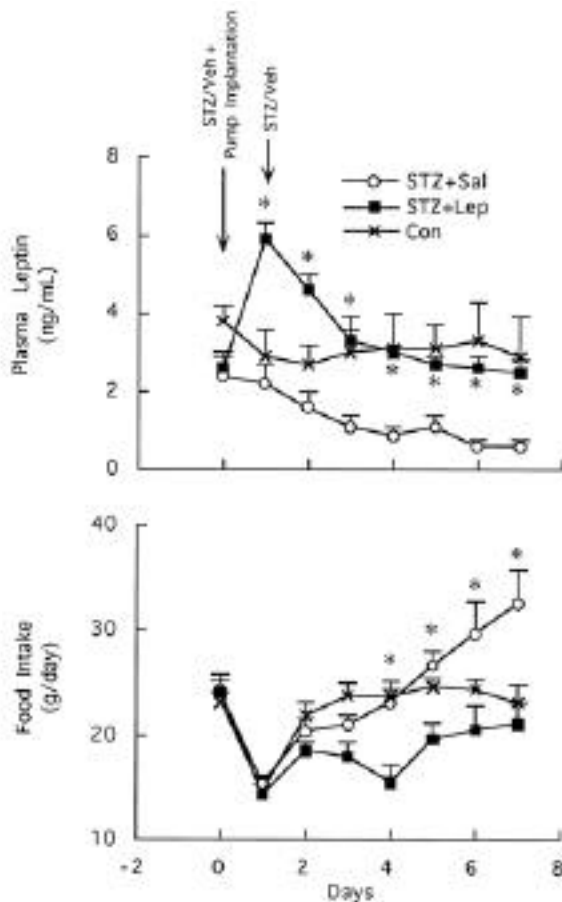 STZ/Veh +
Pump Implantation
STZ/Veh
8
6
4
2
0
Plasma Leptin
(ng/mL)
STZ+Sal
STZ+Lep
Con
*
*
*
*
*
*
*
40
30
20
10
Food Intake
(g/day)
*
*
*
*
-2
0
2
4
6
8
Days